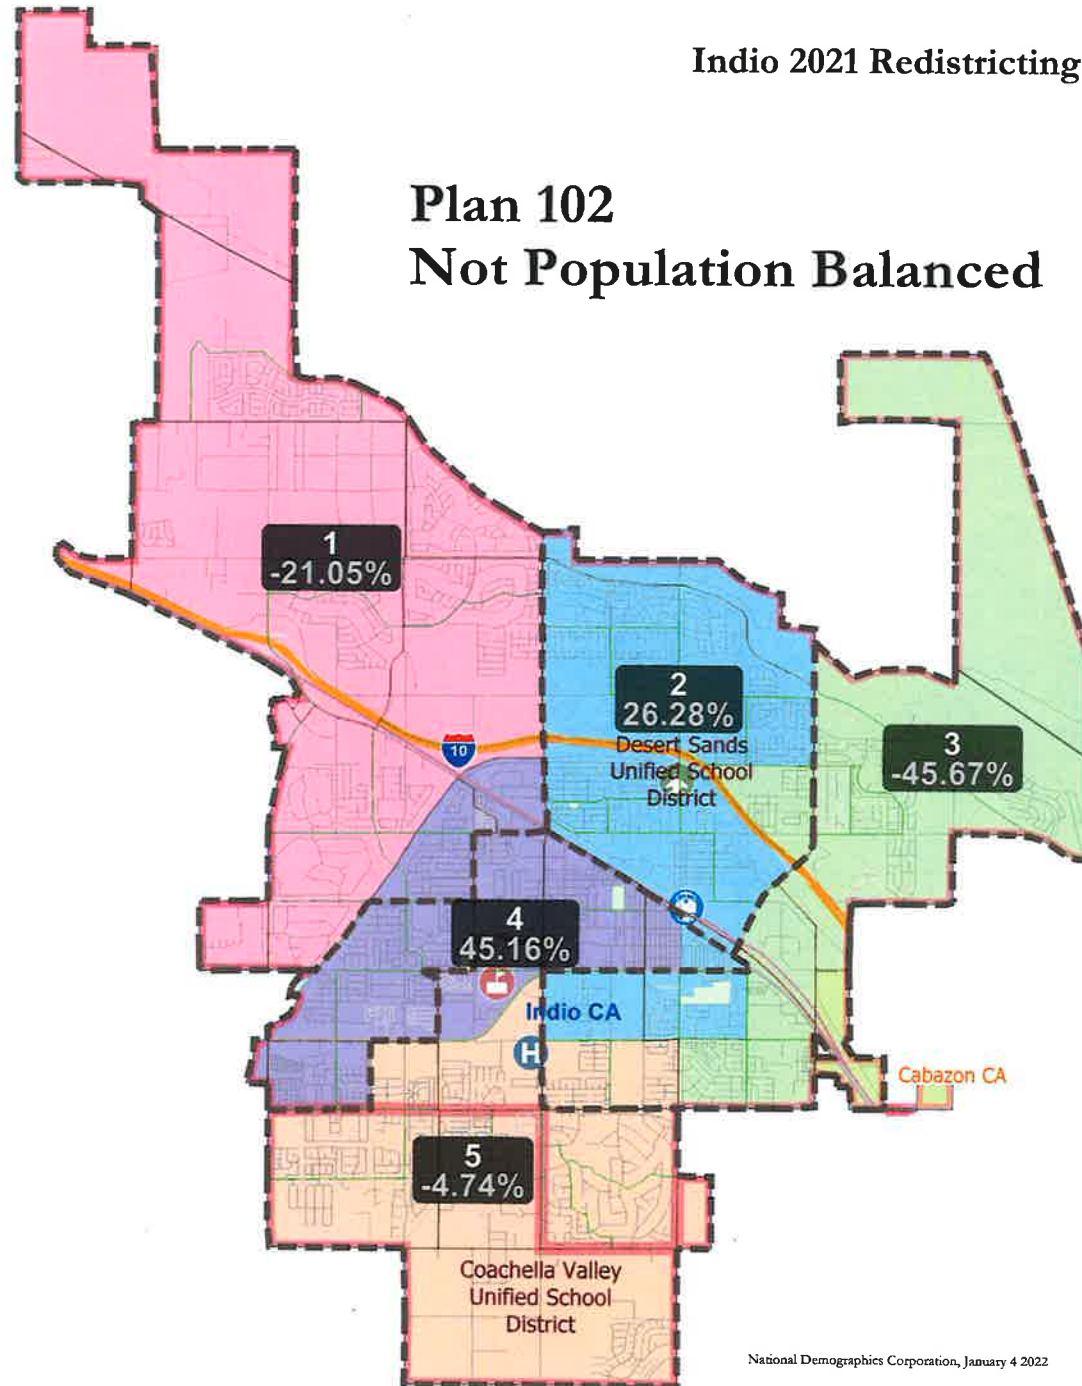 Indio 2021 Redistricting
Plan 102
Not Population Balanced
1
-21.05%
2
26.28%
Desert Sands
Unified School
District
3
-45.67%
10
4
45.16%
Indio CA
H
Cabazon CA
5
-4.74%
Coachella Valley
Unified School
District
National Demographics Corporation, January 4 2022